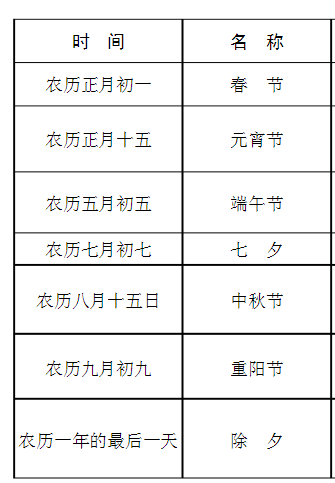 时 间 名 称
农历正月初一 春 节
农历正月十五 元宵节
农历五月初五 端午节
农历七月初七 七 夕
农历八月十五日 中秋节
农历九月初九 重阳节
农历一年的最后一天 除 夕